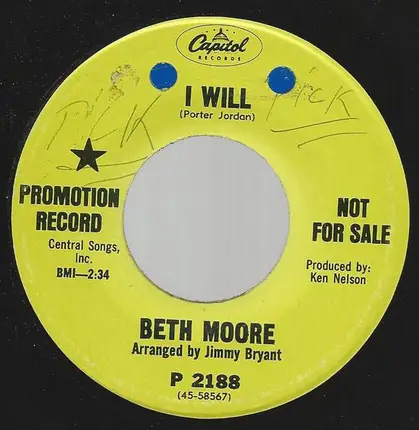 Capitol
RECORDS
I WILL
(Porter Jordan)
PICK
PICK
PROMOTION
RECORD
Central Songs,
Inc.
BMI—2:34
NOT
FOR SALE
Produced by:
Ken Nelson
BETH MOORE
Arranged by Jimmy Bryant
P 2188
(45-58567)